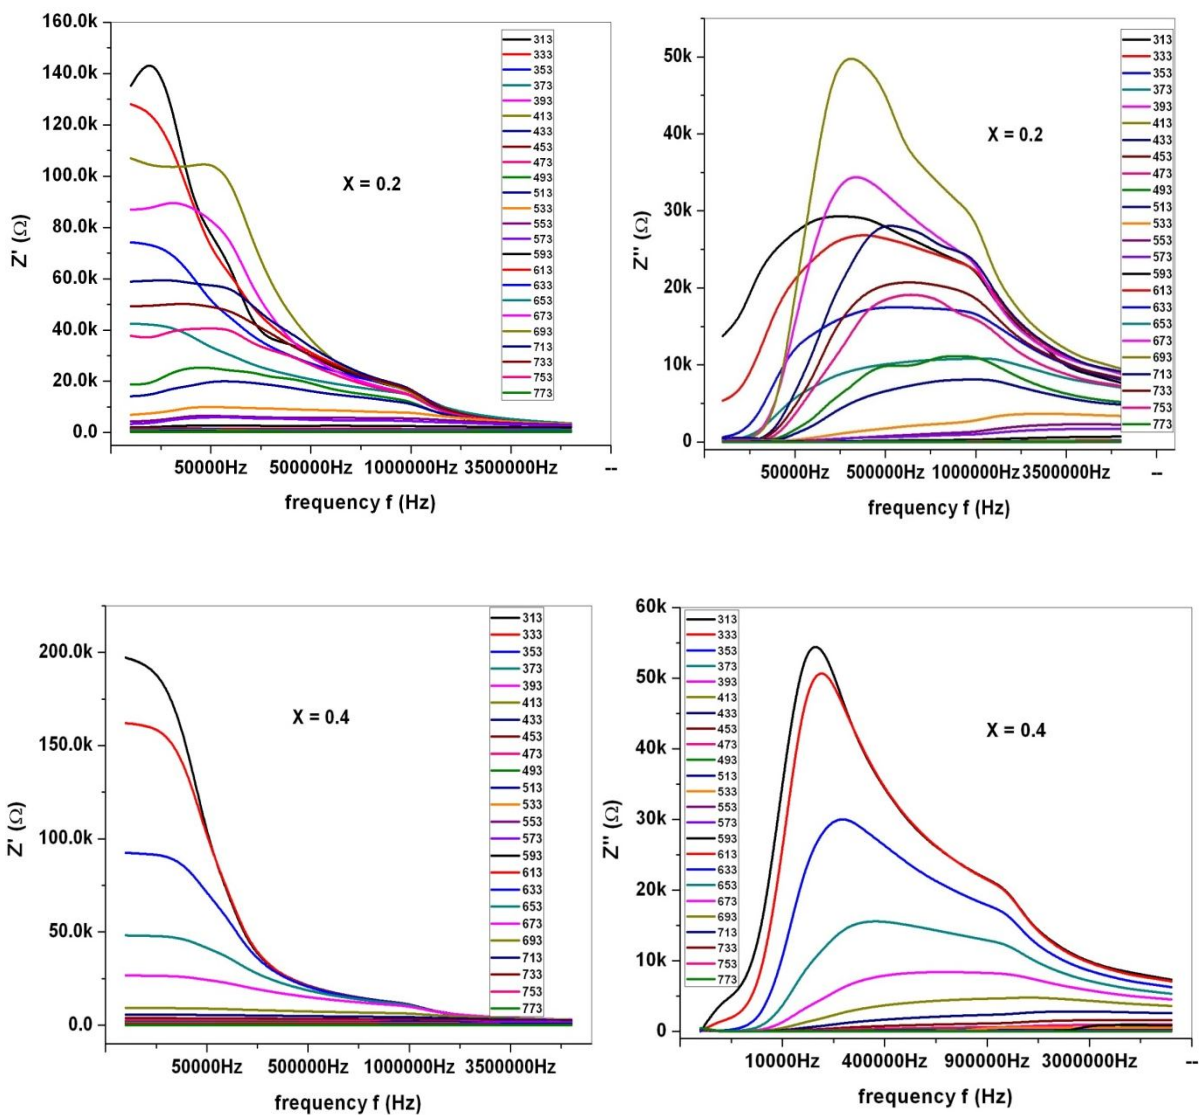 160.0k
140.0k
120.0k
100.0k
80.0k
60.0k
40.0k
20.0k
0.0
Z' (Ω)
X = 0.2
313
333
353
373
393
413
433
453
473
493
513
533
553
573
593
613
633
653
673
693
713
733
753
773
50000Hz 500000Hz 1000000Hz 3500000Hz --
frequency f (Hz)
50k
40k
30k
20k
10k
0
Z'' (Ω)
X = 0.2
313
333
353
373
393
413
433
453
473
493
513
533
553
573
593
613
633
653
673
693
713
733
753
773
50000Hz 5000000Hz 1000000Hz 3500000Hz --
frequency f (Hz)
200.0k
150.0k
100.0k
50.0k
0.0
Z' (Ω)
X = 0.4
313
333
353
373
393
413
433
453
473
493
513
533
553
573
593
613
633
653
673
693
713
733
753
773
50000Hz 500000Hz 1000000Hz 3500000Hz
frequency f (Hz)
60k
50k
40k
30k
20k
10k
0
Z'' (Ω)
313
333
353
373
393
413
433
453
473
493
513
533
553
573
593
613
633
653
673
693
713
733
753
773
X = 0.4
10000Hz 400000Hz 900000Hz 3000000Hz --
frequency f (Hz)